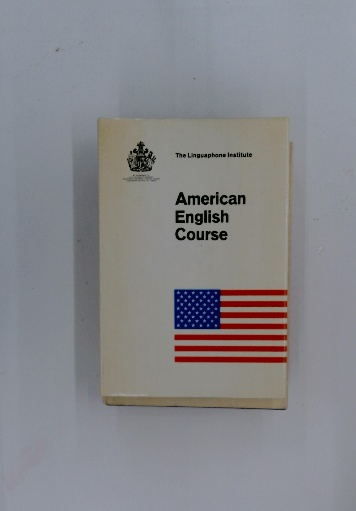 The Linguaphone Institute
American
English
Course